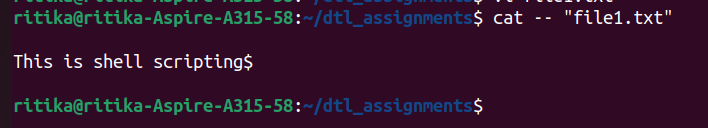 ritika@ritika-Aspire-A315-58:~/dtl_assignments$ cat -- "file1.txt"
This is shell scripting$
ritika@ritika-Aspire-A315-58:~/dtl_assignments$